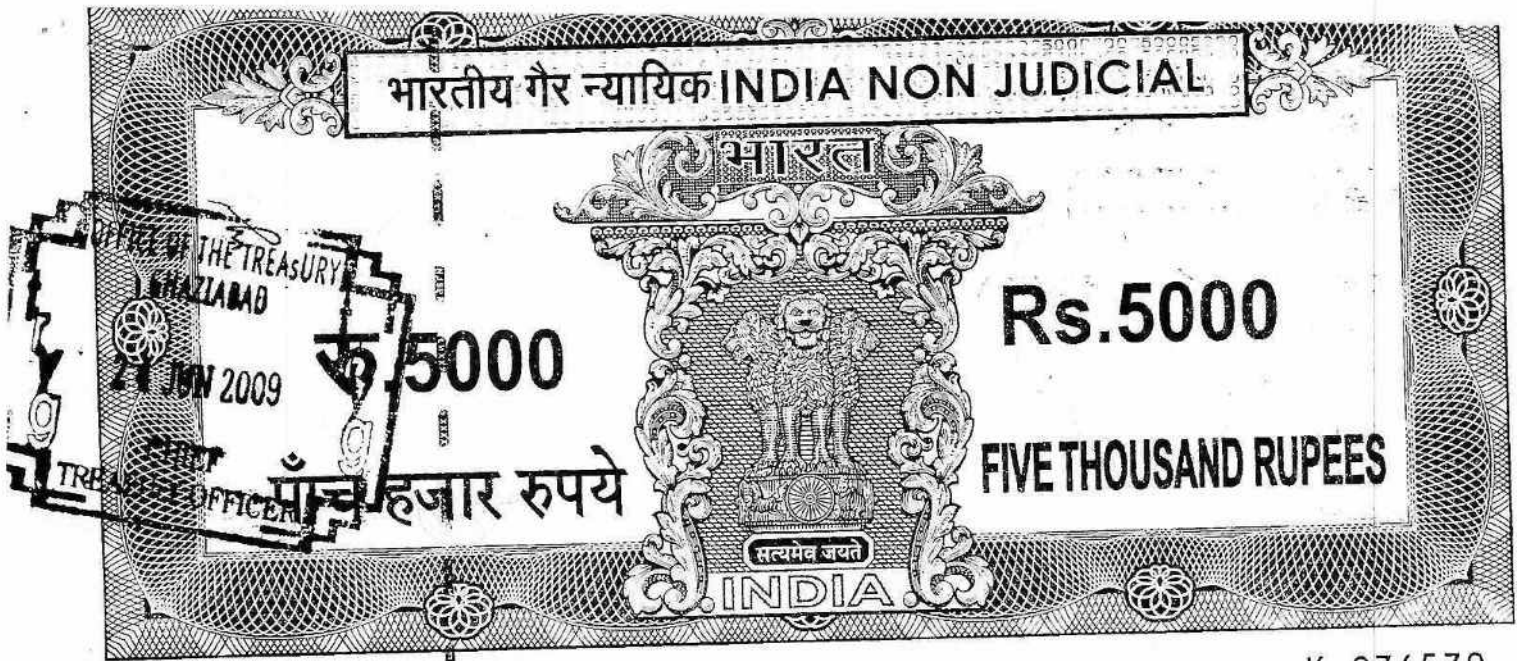 भारतीय गैर न्यायिक INDIA NON JUDICIAL
भारत
OFFICE OF THE TREASURY
GHAZIABAD
JUN 2009
CHIEF
TREASURY OFFICER
रु.5000
पाँच हजार रुपये
Rs.5000
FIVE THOUSAND RUPEES
सत्यमेव जयते
INDIA